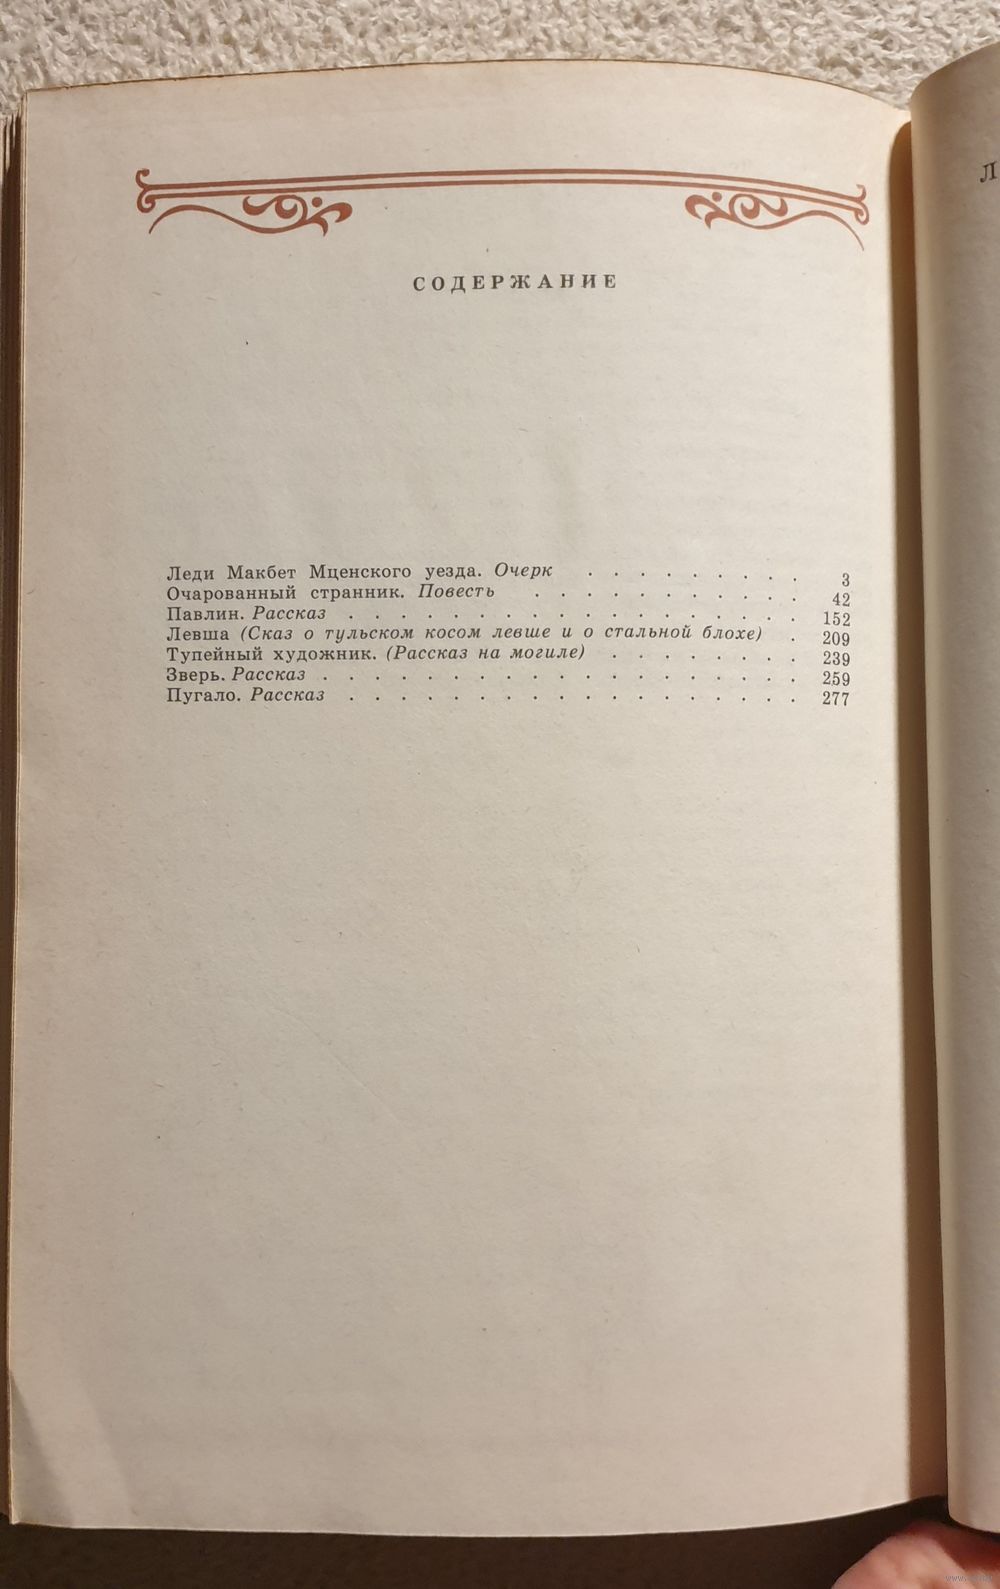 СОДЕРЖАНИЕ
Леди Макбет Мценского уезда. Очерк . . . . . . . . . 3
Очарованный странник. Повесть . . . . . . . . . . . 42
Павлин. Рассказ . . . . . . . . . . . . . . . . . . 152
Левша (Сказ о тульском косом левше и о стальной блохе) . 209
Тупейный художник. (Рассказ на могиле) . . . . . . . . 239
Зверь. Рассказ . . . . . . . . . . . . . . . . . . . 259
Пугало. Рассказ . . . . . . . . . . . . . . . . . . 277
Л